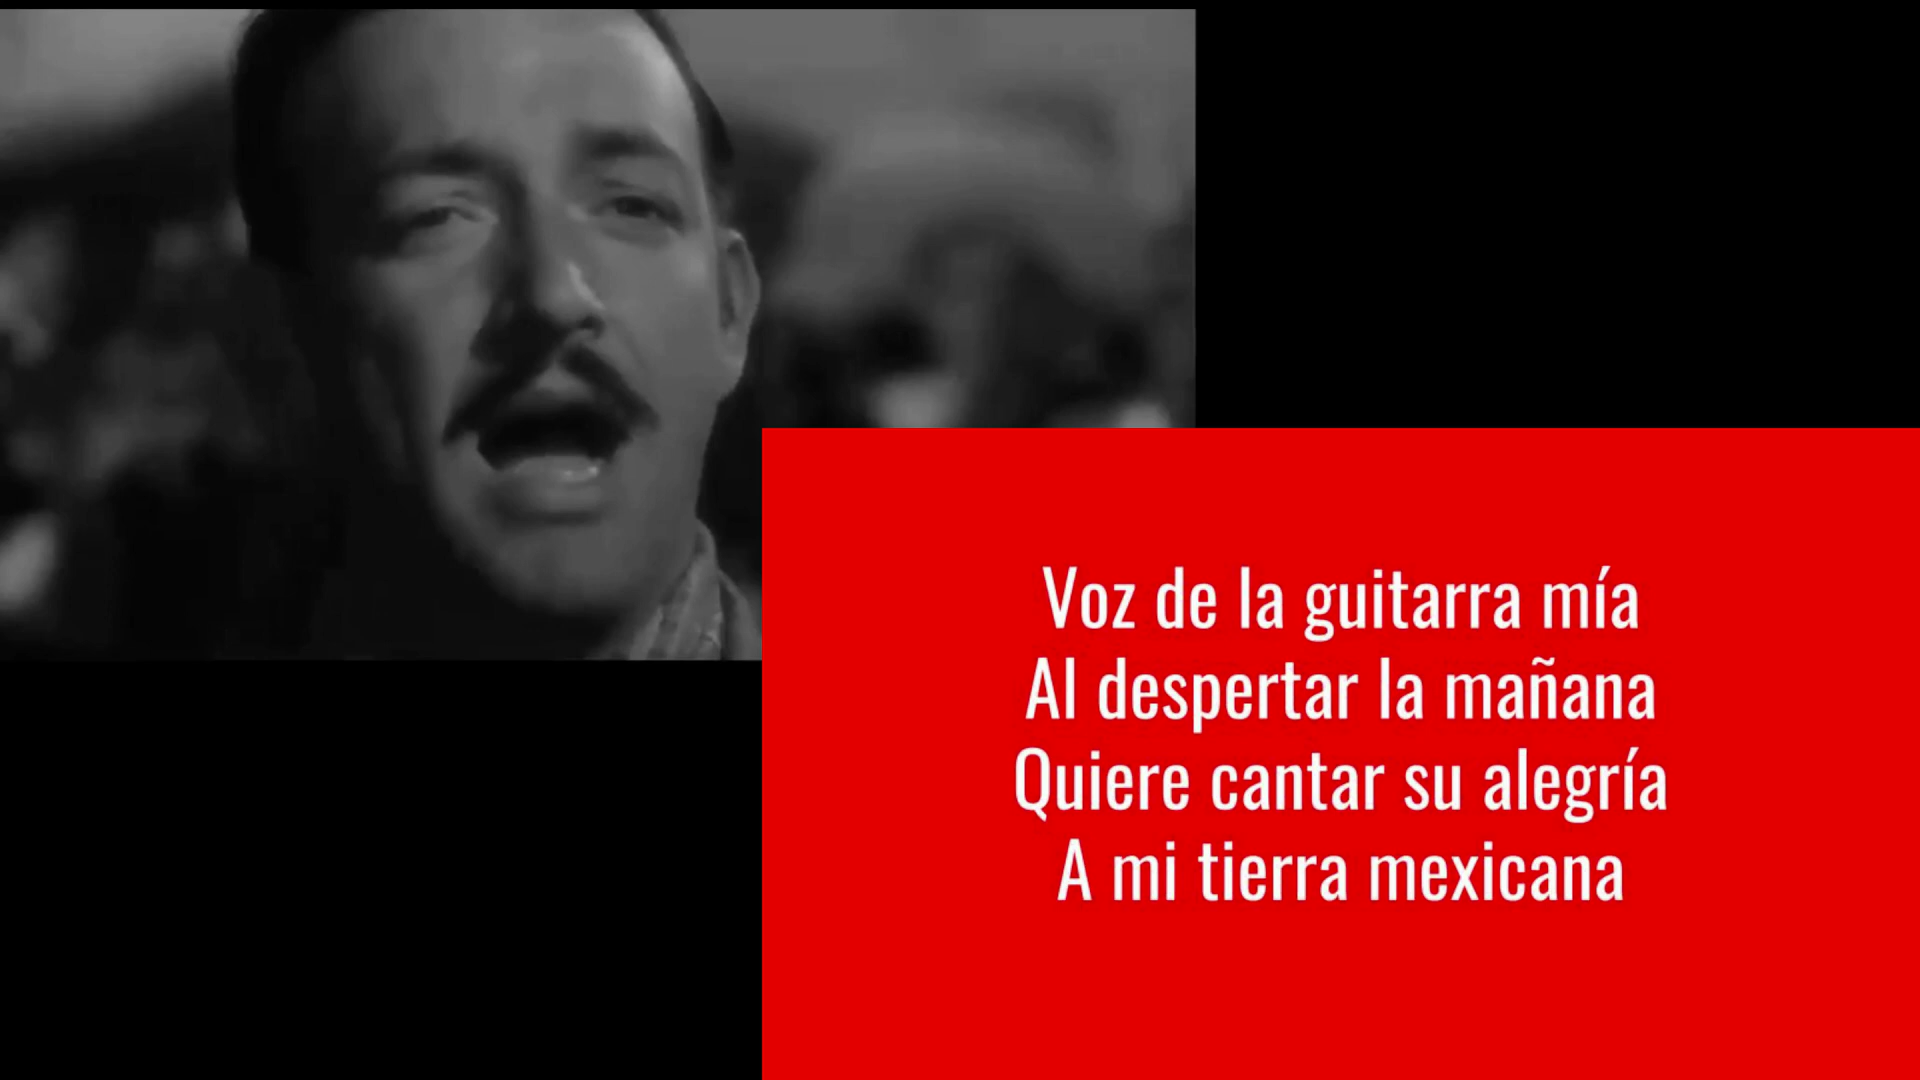 Voz de la guitarra mía
Al despertar la mañana
Quiere cantar su alegría
A mi tierra mexicana